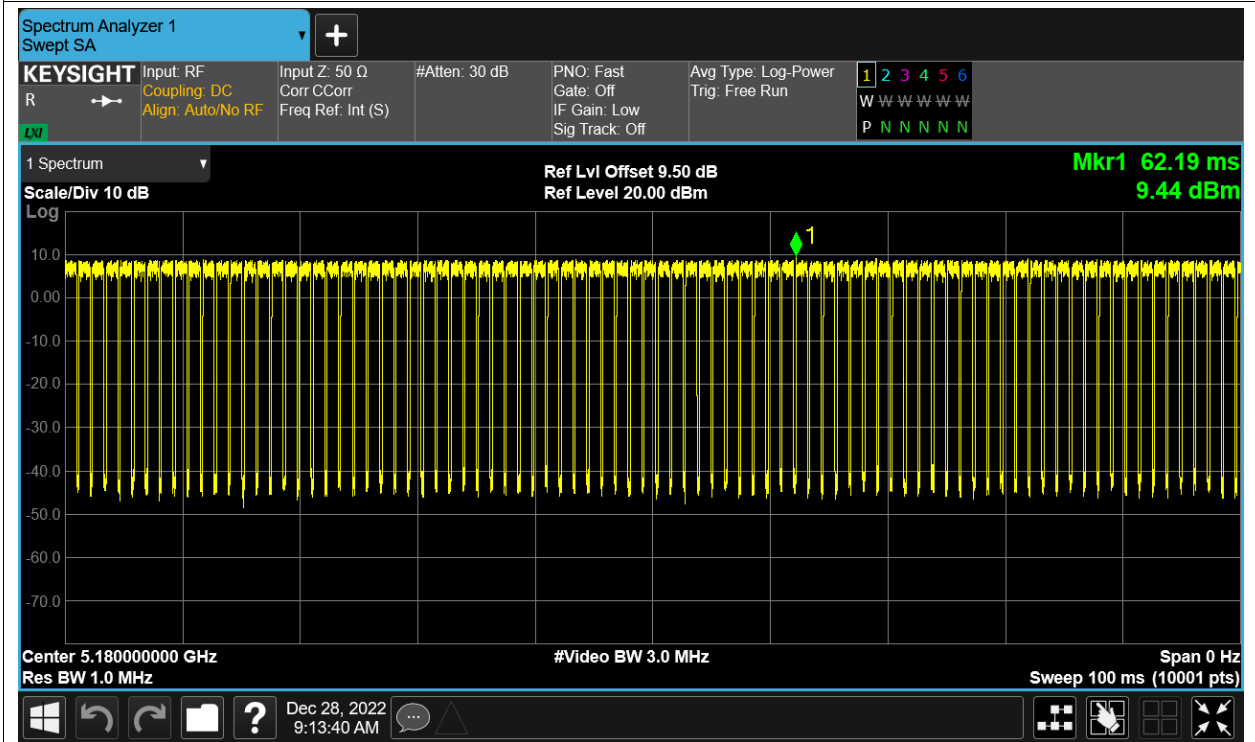 Spectrum Analyzer 1
Swept SA
+
KEYSIGHT
R
LXI
Input: RF
Coupling: DC
Align: Auto/No RF
Input Z: 50 Ω
Corr CCorr
Freq Ref: Int (S)
#Atten: 30 dB
PNO: Fast
Gate: Off
IF Gain: Low
Sig Track: Off
Avg Type: Log-Power
Trig: Free Run
1 2 3 4 5 6
W W W W W W
P N N N N N
1 Spectrum
Scale/Div 10 dB
Log
Ref Lvl Offset 9.50 dB
Ref Level 20.00 dBm
Mkr1 62.19 ms
9.44 dBm
1
10.0
0.00
-10.0
-20.0
-30.0
-40.0
-50.0
-60.0
-70.0
Center 5.180000000 GHz
Res BW 1.0 MHz
#Video BW 3.0 MHz
Span 0 Hz
Sweep 100 ms (10001 pts)
?
Dec 28, 2022
9:13:40 AM